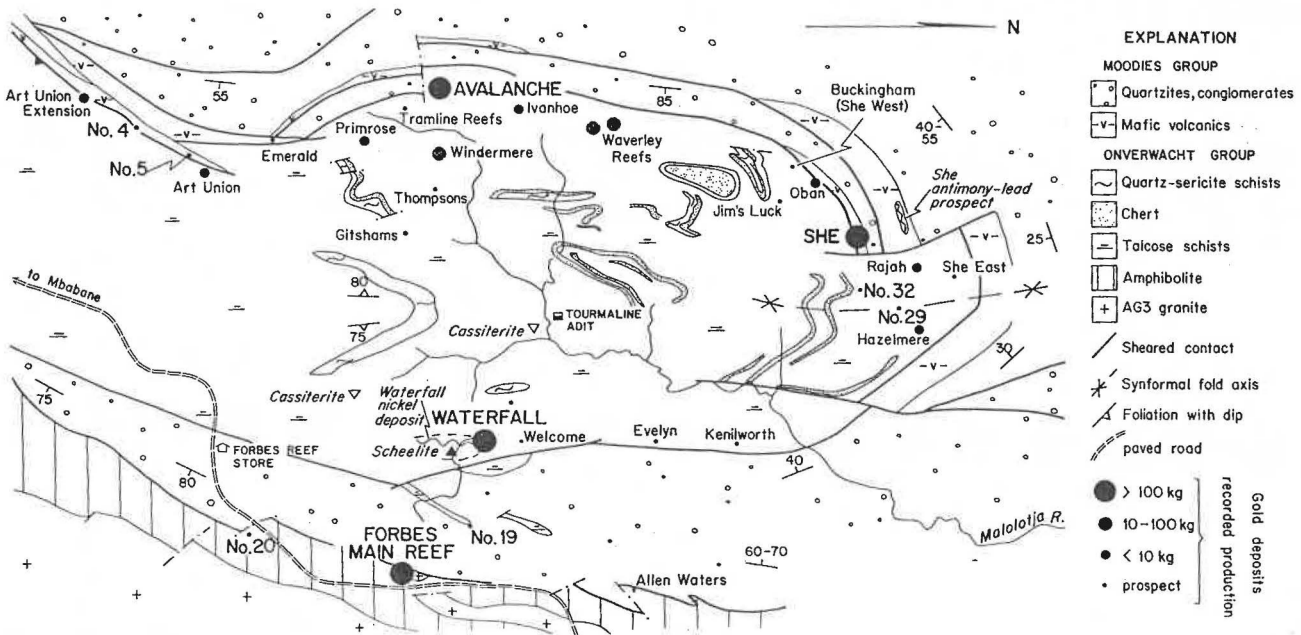 N
55
AVALANCHE
Art Union
Extension
No. 4
No.5
Art Union
Emerald
Primrose
Tramline Reefs
Ivanhoe
Windermere
Waverley
Reefs
85
Buckingham
(She West)
40-
55
She
antimony-lead
prospect
Oban
Jim's Luck
Thompsons
Gitshams
SHE
25
Rajah
She East
No.32
No.29
Hazelmere
80
75
to Mbabane
TOURMALINE
ADIT
Cassiterite
30
Cassiterite
Waterfall
nickel
deposit
WATERFALL
Scheelite
Welcome
Evelyn
Kenilworth
40
75
FORBES REEF
STORE
80
No.20
FORBES
MAIN REEF
No.19
60-70
Allen Waters
Malolotja R.
EXPLANATION
MOODIES GROUP
Quartzites, conglomerates
Mafic volcanics
ONVERWACHT GROUP
Quartz-sericite schists
Chert
Talcose schists
Amphibolite
AG3 granite
Sheared contact
Synformal fold axis
Foliation with dip
paved road
> 100 kg
10-100kg
< 10 kg
prospect
Gold deposits
recorded production